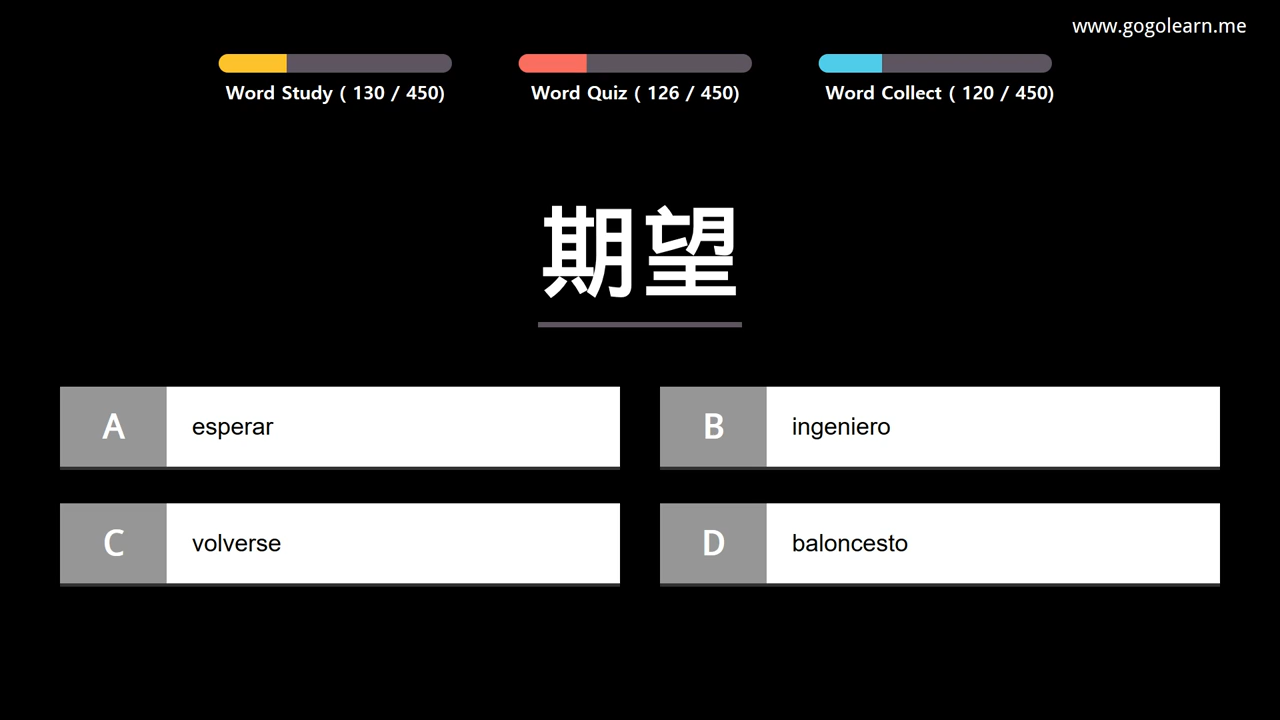 www.gogolearn.me
Word Study ( 130 / 450)
Word Quiz ( 126 / 450)
Word Collect ( 120 / 450)
期望
A esperar
B ingeniero
C volverse
D baloncesto